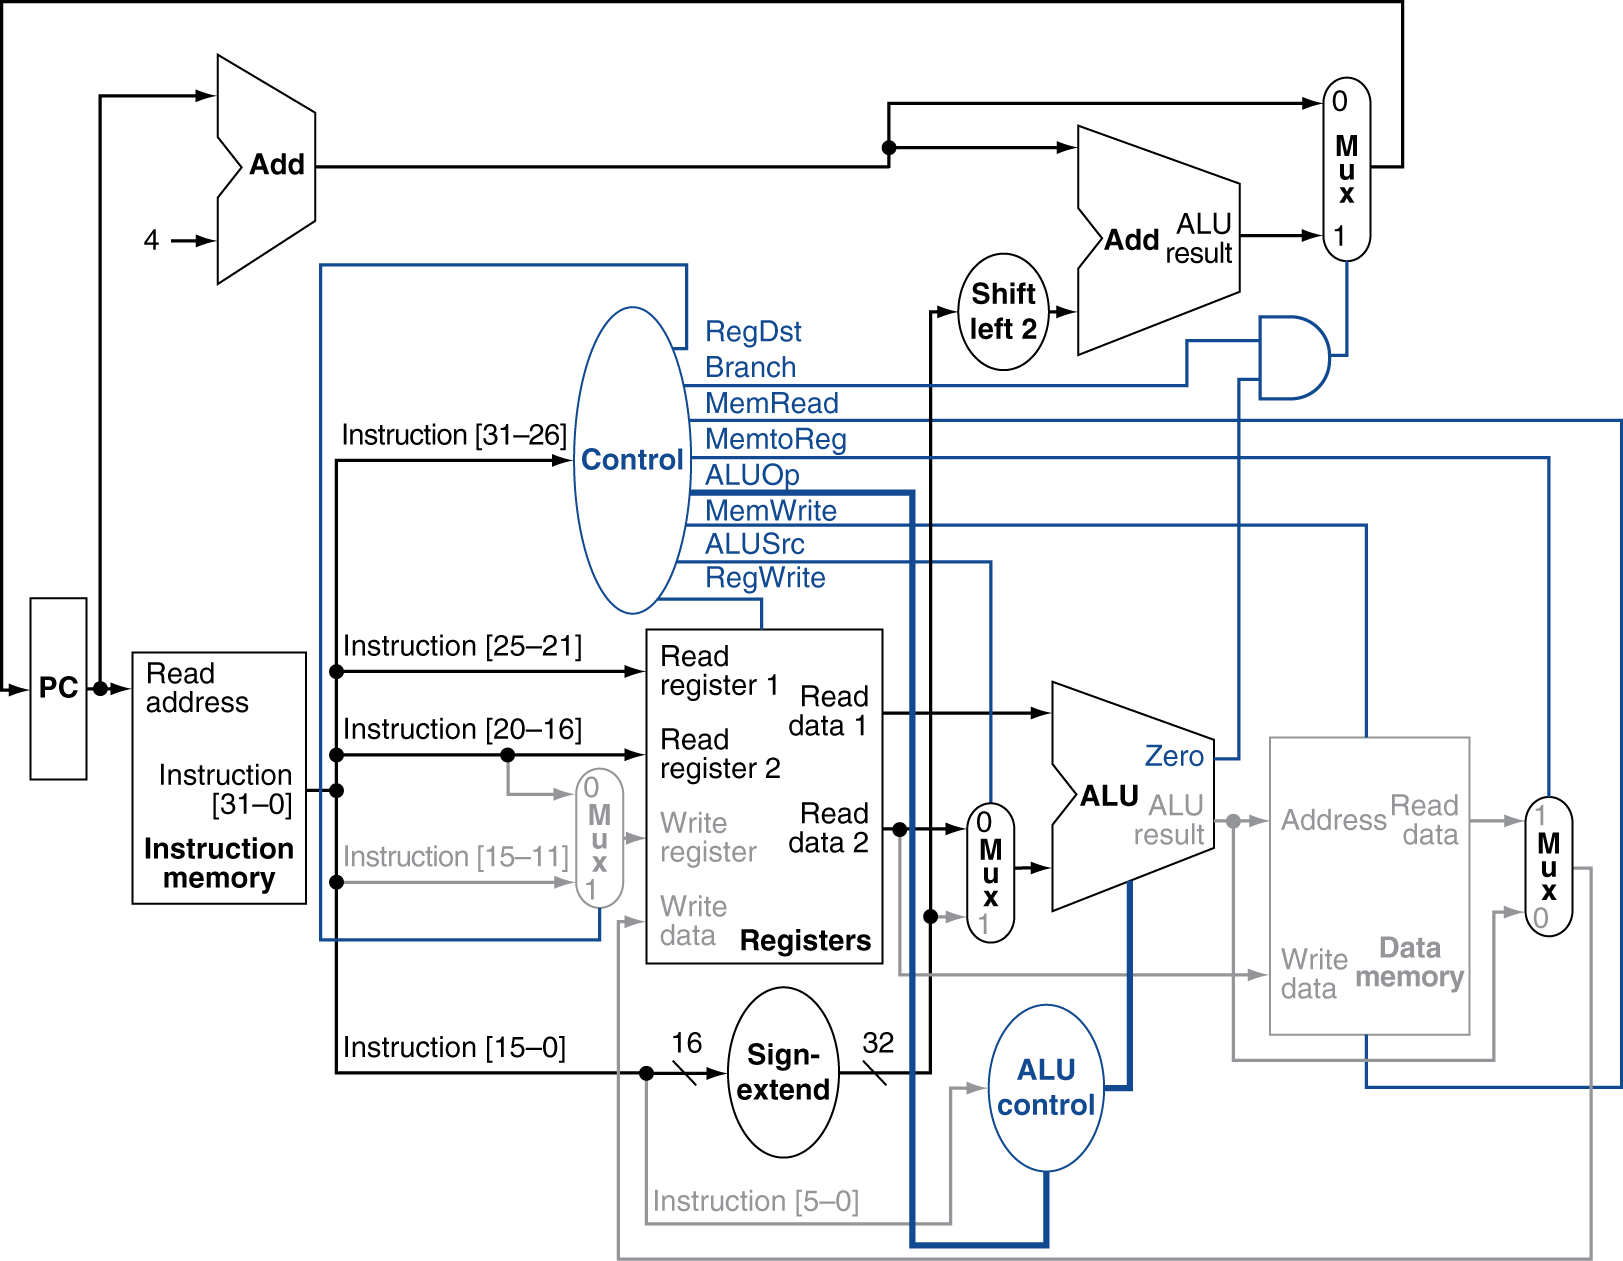 0
M
u
x
1
Add
4
Add
ALU
result
Shift
left 2
RegDst
Branch
MemRead
MemtoReg
ALUOp
MemWrite
ALUSrc
RegWrite
Control
Instruction [31–26]
Instruction [25–21]
Instruction [20–16]
Instruction [15–11]
Instruction [15–0]
Instruction [5–0]
PC
Read
address
Instruction
[31–0]
Instruction
memory
0
M
u
x
1
Read
register 1
Read
register 2
Write
register
Write
data
Read
data 1
Read
data 2
Registers
0
M
u
x
1
Zero
ALU
ALU
result
Address
Read
data
Write
data
Data
memory
1
M
u
x
0
16
Sign-
extend
32
ALU
control